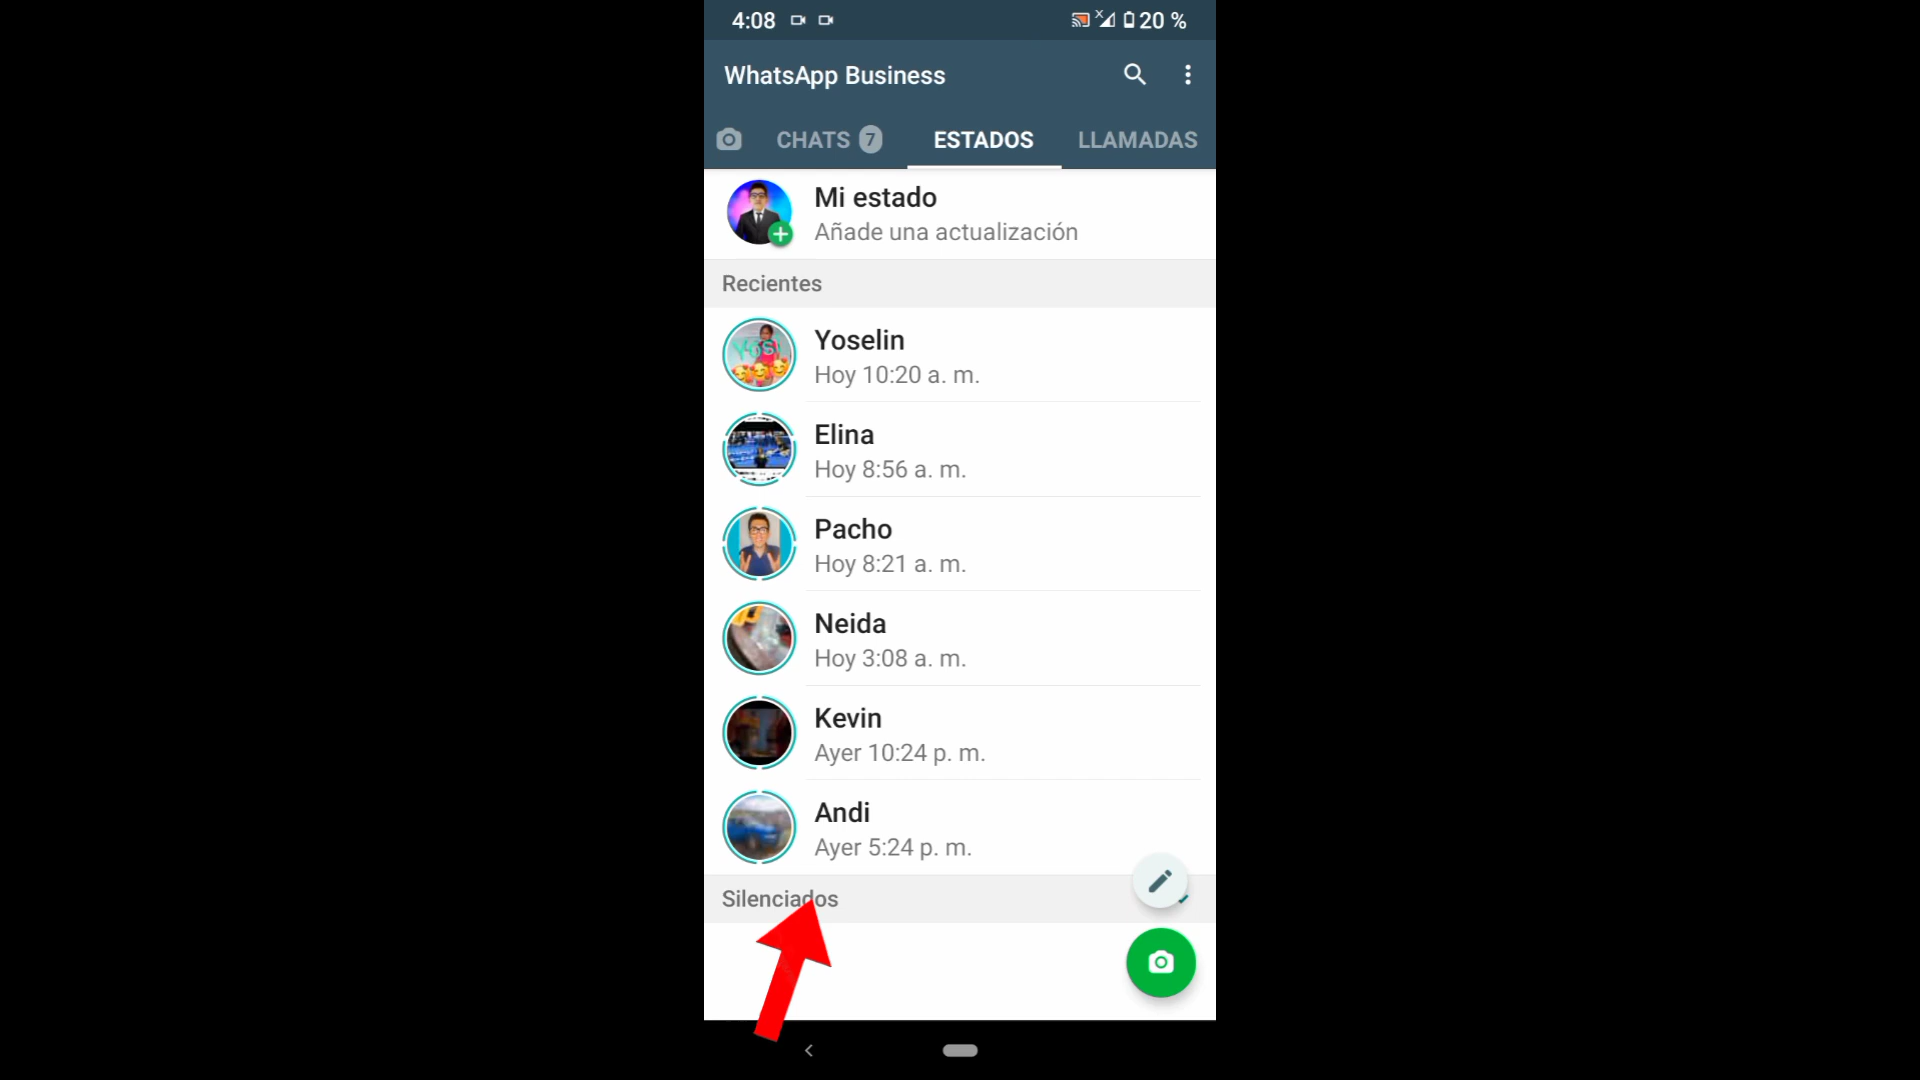 4:08 20 %
WhatsApp Business
CHATS 7 ESTADOS LLAMADAS
Mi estado
Añade una actualización
Recientes
YOSI
Yoselin
Hoy 10:20 a. m.
Elina
Hoy 8:56 a. m.
Pacho
Hoy 8:21 a. m.
Neida
Hoy 3:08 a. m.
Kevin
Ayer 10:24 p. m.
Andi
Ayer 5:24 p. m.
Silenciados